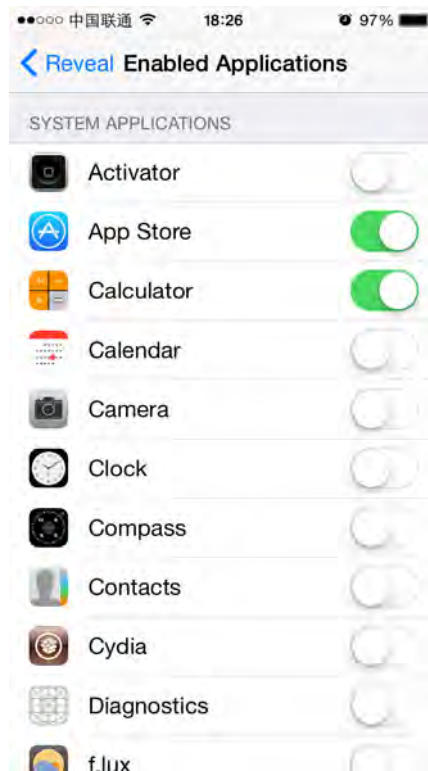 中国联通 18:26 97%
Reveal Enabled Applications
SYSTEM APPLICATIONS
Activator
App Store
Calculator
Calendar
Camera
Clock
Compass
Contacts
Cydia
Diagnostics
f.lux